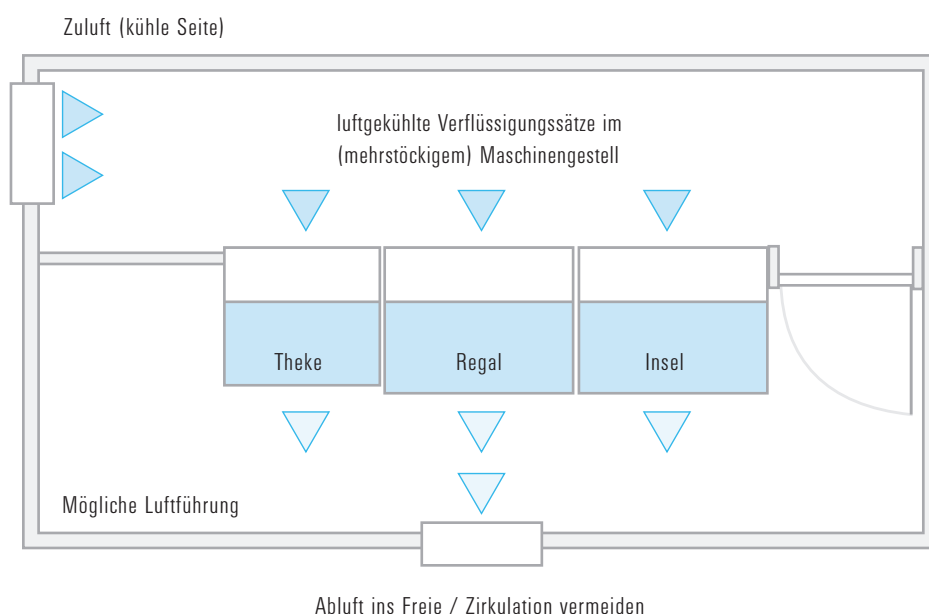 Zuluft (kühle Seite)
luftgekühlte Verflüssigungssätze im
(mehrstöckigem) Maschinengestell
Theke
Regal
Insel
Mögliche Luftführung
Abluft ins Freie / Zirkulation vermeiden